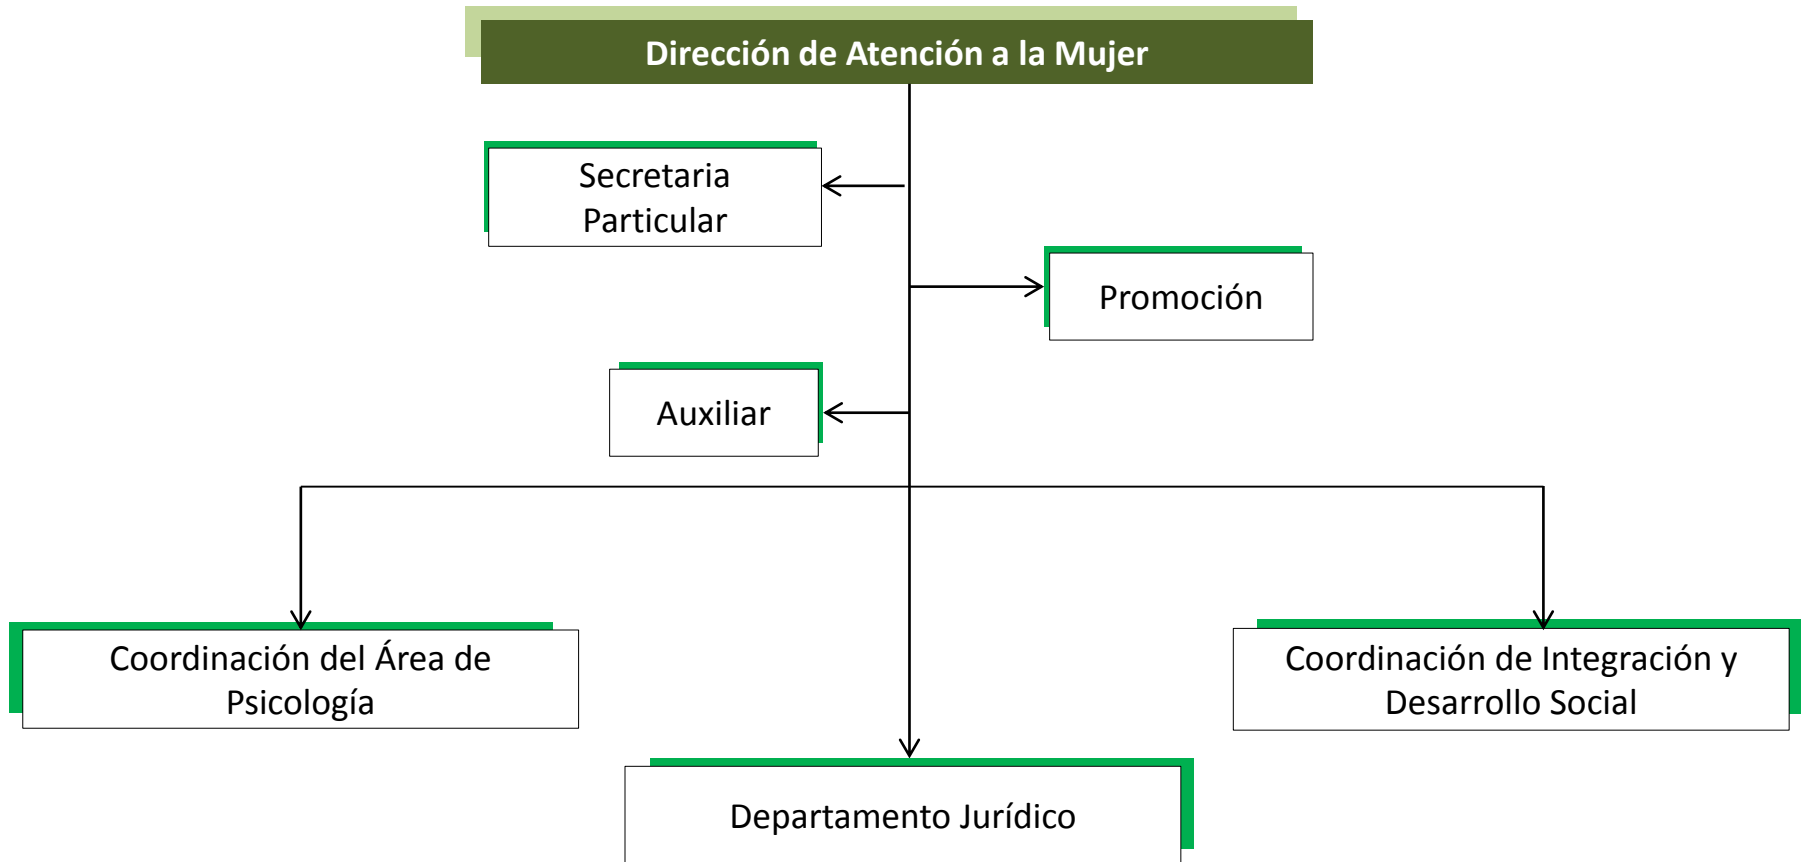 Dirección de Atención a la Mujer
Secretaria
Particular
Promoción
Auxiliar
Coordinación del Área de
Psicología
Coordinación de Integración y
Desarrollo Social
Departamento Jurídico